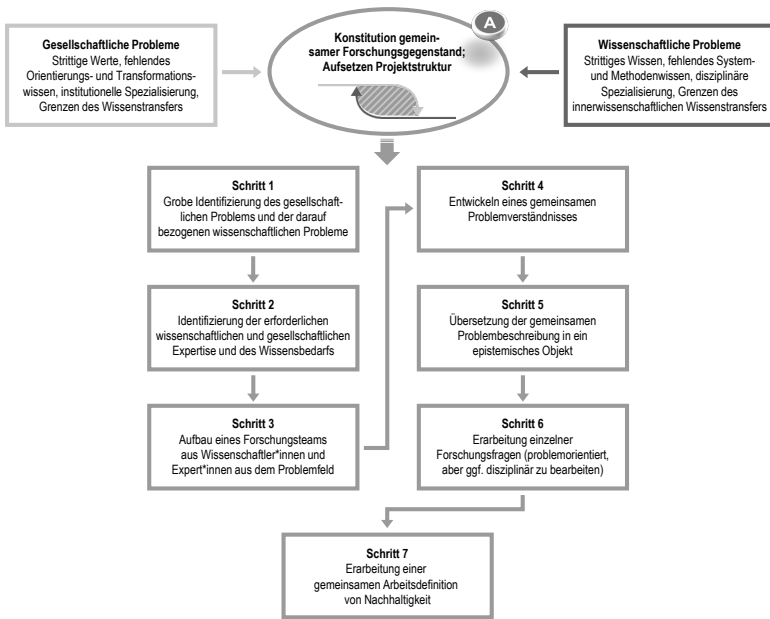 Gesellschaftliche Probleme
Strittige Werte, fehlendes
Orientierungs- und Transformations-
wissen, institutionelle Spezialisierung,
Grenzen des Wissenstransfers
Konstitution gemein-
samer Forschungsgegenstand;
Aufsetzen Projektstruktur
A
Wissenschaftliche Probleme
Strittiges Wissen, fehlendes System-
und Methodenwissen, disziplinäre
Spezialisierung, Grenzen des
innerwissenschaftlichen Wissenstransfers
Schritt 1
Grobe Identifizierung des gesellschaft-
lichen Problems und der darauf
bezogenen wissenschaftlichen Probleme
Schritt 2
Identifizierung der erforderlichen
wissenschaftlichen und gesellschaftlichen
Expertise und des Wissensbedarfs
Schritt 3
Aufbau eines Forschungsteams
aus Wissenschaftler*innen und
Expert*innen aus dem Problemfeld
Schritt 4
Entwickeln eines gemeinsamen
Problemverständnisses
Schritt 5
Übersetzung der gemeinsamen
Problembeschreibung in ein
epistemisches Objekt
Schritt 6
Erarbeitung einzelner
Forschungsfragen (problemorientiert,
aber ggf. disziplinär zu bearbeiten)
Schritt 7
Erarbeitung einer
gemeinsamen Arbeitsdefinition
von Nachhaltigkeit